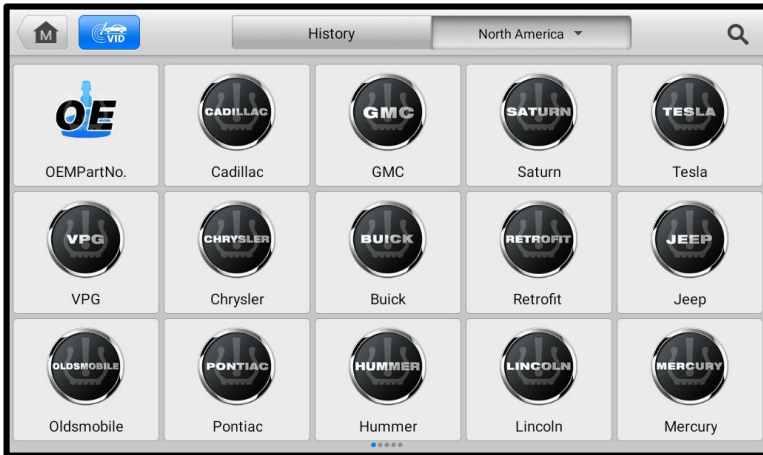 M
VID
History
North America
OE
CADILLAC
GMC
SATURN
TESLA
OEMPartNo.
Cadillac
GMC
Saturn
Tesla
VPG
CHRYSLER
BUICK
RETROFIT
JEEP
VPG
Chrysler
Buick
Retrofit
Jeep
OLDSMOBILE
PONTIAC
HUMMER
LINCOLN
MERCURY
Oldsmobile
Pontiac
Hummer
Lincoln
Mercury